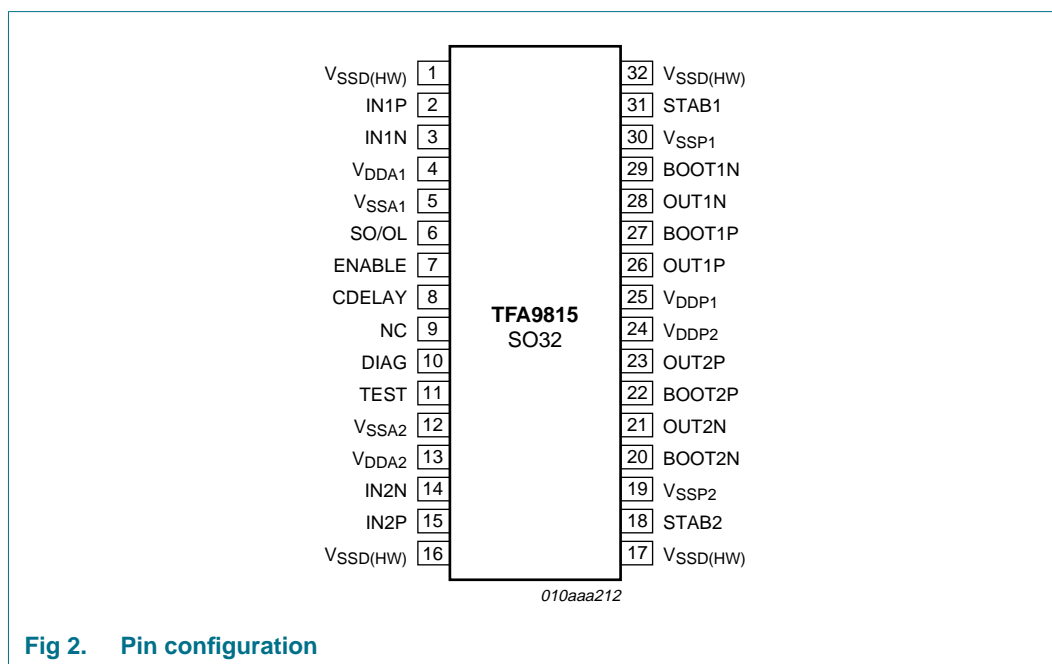 VSSD(HW) 1 32 VSSD(HW)
IN1P 2 31 STAB1
IN1N 3 30 VSSP1
VDDA1 4 29 BOOT1N
VSSA1 5 28 OUT1N
SO/OL 6 27 BOOT1P
ENABLE 7 26 OUT1P
CDELAY 8 25 VDDP1
TFA9815
SO32
NC 9 24 VDDP2
DIAG 10 23 OUT2P
TEST 11 22 BOOT2P
VSSA2 12 21 OUT2N
VDDA2 13 20 BOOT2N
IN2N 14 19 VSSP2
IN2P 15 18 STAB2
VSSD(HW) 16 17 VSSD(HW)
010aaa212
Fig 2. Pin configuration